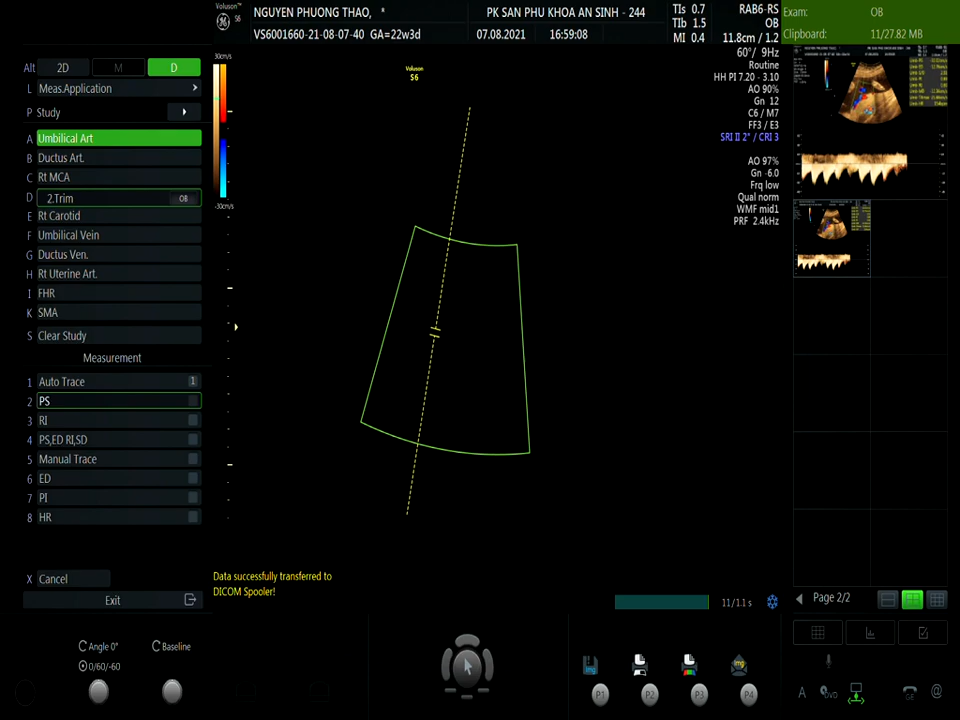 Voluson™
S6
NGUYEN PHUONG THAO, *
PK SAN PHU KHOA AN SINH - 244
VS6001660-21-08-07-40 GA=22w3d
07.08.2021 16:59:08
TIs 0.7
TIb 1.5
MI 0.4
RAB6-RS
OB
11.8cm / 1.2
60°/ 9Hz
Routine
HH PI 7.20 - 3.10
AO 90%
Gn 12
C6 / M7
FF3 / E3
SRI II 2" / CRI 3
AO 97%
Gn -6.0
Frq low
Qual norm
WMF mid1
PRF 2.4kHz
Exam: OB
Clipboard: 11/27.82 MB
Alt 2D M D
L Meas.Application
P Study
A Umbilical Art
B Ductus Art.
C Rt MCA
D 2.Trim OB
E Rt Carotid
F Umbilical Vein
G Ductus Ven.
H Rt Uterine Art.
I FHR
K SMA
S Clear Study
Measurement
1 Auto Trace 1
2 PS
3 RI
4 PS,ED RI,SD
5 Manual Trace
6 ED
7 PI
8 HR
X Cancel
Exit
30cm/s
-30cm/s
Voluson
S6
Data successfully transferred to
DICOM Spooler!
11/1.1 s
Page 2/2
Angle 0°
0/60/-60
Baseline
img
P1 P2 P3 P4
A DVD GE @